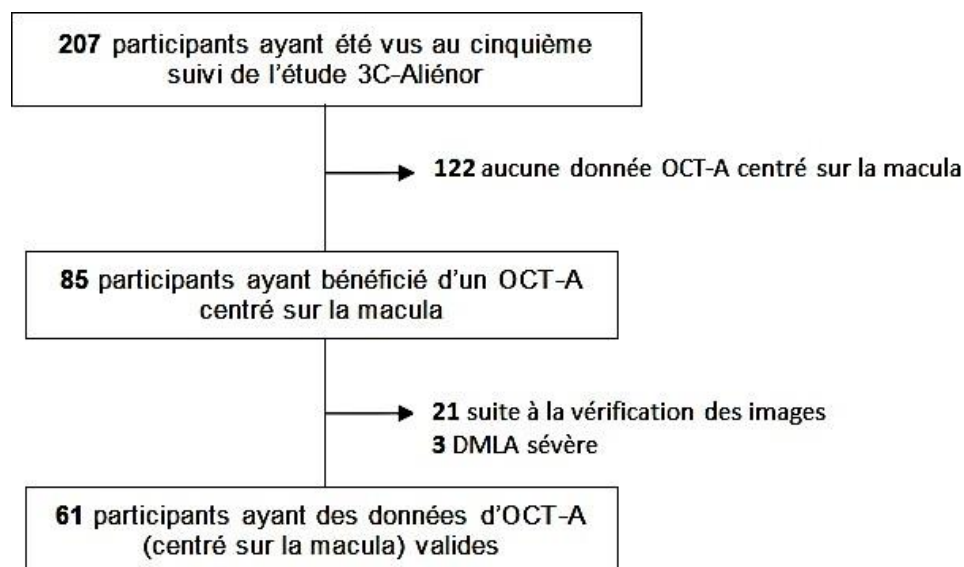 207 participants ayant été vus au cinquième
suivi de l'étude 3C-Aliénor
122 aucune donnée OCT-A centré sur la macula
85 participants ayant bénéficié d'un OCT-A
centré sur la macula
21 suite à la vérification des images
3 DMLA sévère
61 participants ayant des données d'OCT-A
(centré sur la macula) valides